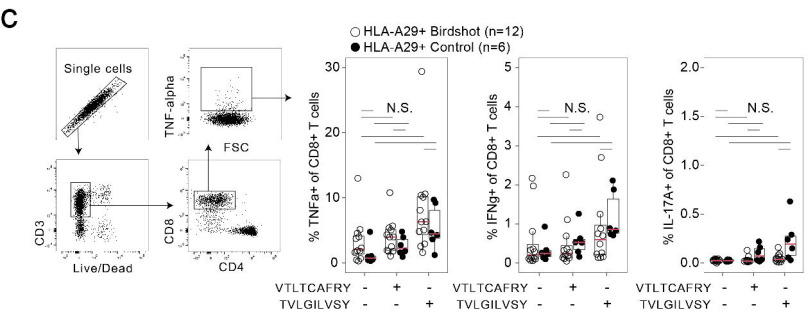 C
HLA-A29+ Birdshot (n=12)
HLA-A29+ Control (n=6)
Single cells
CD3
Live/Dead
TNF-alpha
FSC
CD8
CD4
% TNFa+ of CD8+ T cells
30
20
10
0
N.S.
% IFNg+ of CD8+ T cells
5
4
3
2
1
0
N.S.
% IL-17A+ of CD8+ T cells
2.0
1.5
1.0
0.5
0.0
N.S.
VTLTCAFRY - + -
TVLGILVSY - - +
VTLTCAFRY - + -
TVLGILVSY - - +
VTLTCAFRY - + -
TVLGILVSY - - +